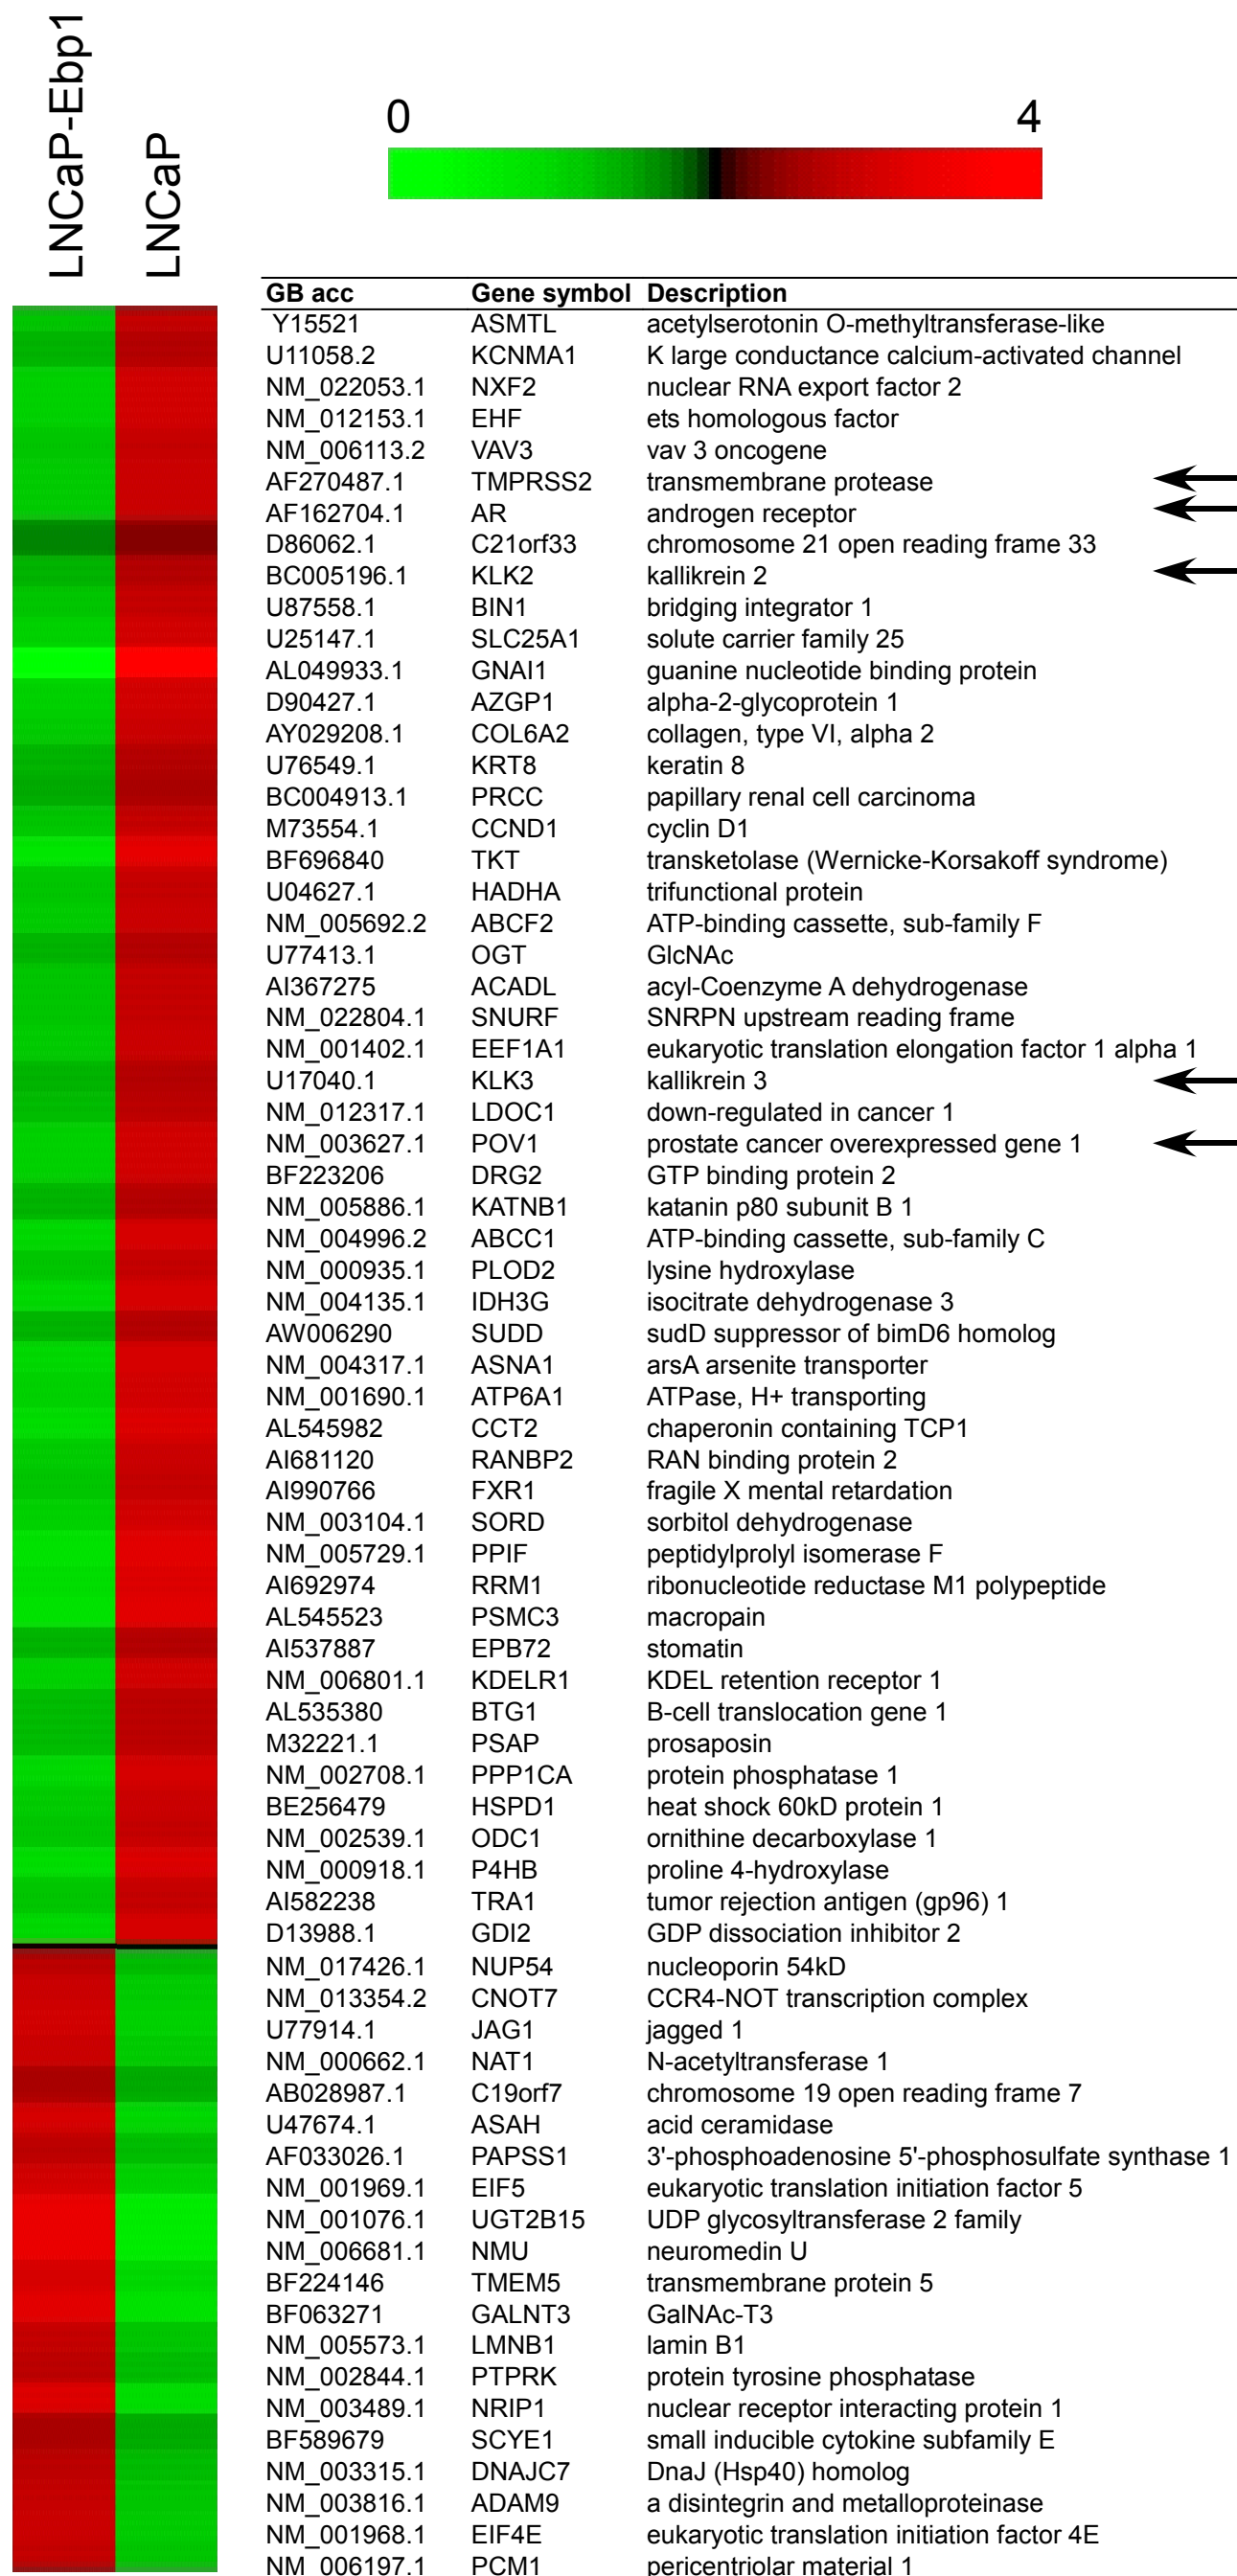 LNCaP-Ebp1
LNCaP
0 4
GB acc Gene symbol Description
Y15521 ASMTL acetylserotonin O-methyltransferase-like
U11058.2 KCNMA1 K large conductance calcium-activated channel
NM_022053.1 NXF2 nuclear RNA export factor 2
NM_012153.1 EHF ets homologous factor
NM_006113.2 VAV3 vav 3 oncogene
AF270487.1 TMPRSS2 transmembrane protease
AF162704.1 AR androgen receptor
D86062.1 C21orf33 chromosome 21 open reading frame 33
BC005196.1 KLK2 kallikrein 2
U87558.1 BIN1 bridging integrator 1
U25147.1 SLC25A1 solute carrier family 25
AL049933.1 GNAI1 guanine nucleotide binding protein
D90427.1 AZGP1 alpha-2-glycoprotein 1
AY029208.1 COL6A2 collagen, type VI, alpha 2
U76549.1 KRT8 keratin 8
BC004913.1 PRCC papillary renal cell carcinoma
M73554.1 CCND1 cyclin D1
BF696840 TKT transketolase (Wernicke-Korsakoff syndrome)
U04627.1 HADHA trifunctional protein
NM_005692.2 ABCF2 ATP-binding cassette, sub-family F
U77413.1 OGT GlcNAc
AI367275 ACADL acyl-Coenzyme A dehydrogenase
NM_022804.1 SNURF SNRPN upstream reading frame
NM_001402.1 EEF1A1 eukaryotic translation elongation factor 1 alpha 1
U17040.1 KLK3 kallikrein 3
NM_012317.1 LDOC1 down-regulated in cancer 1
NM_003627.1 POV1 prostate cancer overexpressed gene 1
BF223206 DRG2 GTP binding protein 2
NM_005886.1 KATNB1 katanin p80 subunit B 1
NM_004996.2 ABCC1 ATP-binding cassette, sub-family C
NM_000935.1 PLOD2 lysine hydroxylase
NM_004135.1 IDH3G isocitrate dehydrogenase 3
AW006290 SUDD sudD suppressor of bimD6 homolog
NM_004317.1 ASNA1 arsA arsenite transporter
NM_001690.1 ATP6A1 ATPase, H+ transporting
AL545982 CCT2 chaperonin containing TCP1
AI681120 RANBP2 RAN binding protein 2
AI990766 FXR1 fragile X mental retardation
NM_003104.1 SORD sorbitol dehydrogenase
NM_005729.1 PPIF peptidylprolyl isomerase F
AI692974 RRM1 ribonucleotide reductase M1 polypeptide
AL545523 PSMC3 macropain
AI537887 EPB72 stomatin
NM_006801.1 KDELR1 KDEL retention receptor 1
AL535380 BTG1 B-cell translocation gene 1
M32221.1 PSAP prosaposin
NM_002708.1 PPP1CA protein phosphatase 1
BE256479 HSPD1 heat shock 60kD protein 1
NM_002539.1 ODC1 ornithine decarboxylase 1
NM_000918.1 P4HB proline 4-hydroxylase
AI582238 TRA1 tumor rejection antigen (gp96) 1
D13988.1 GDI2 GDP dissociation inhibitor 2
NM_017426.1 NUP54 nucleoporin 54kD
NM_013354.2 CNOT7 CCR4-NOT transcription complex
U77914.1 JAG1 jagged 1
NM_000662.1 NAT1 N-acetyltransferase 1
AB028987.1 C19orf7 chromosome 19 open reading frame 7
U47674.1 ASAH acid ceramidase
AF033026.1 PAPSS1 3'-phosphoadenosine 5'-phosphosulfate synthase 1
NM_001969.1 EIF5 eukaryotic translation initiation factor 5
NM_001076.1 UGT2B15 UDP glycosyltransferase 2 family
NM_006681.1 NMU neuromedin U
BF224146 TMEM5 transmembrane protein 5
BF063271 GALNT3 GalNAc-T3
NM_005573.1 LMNB1 lamin B1
NM_002844.1 PTPRK protein tyrosine phosphatase
NM_003489.1 NRIP1 nuclear receptor interacting protein 1
BF589679 SCYE1 small inducible cytokine subfamily E
NM_003315.1 DNAJC7 DnaJ (Hsp40) homolog
NM_003816.1 ADAM9 a disintegrin and metalloproteinase
NM_001968.1 EIF4E eukaryotic translation initiation factor 4E
NM_006197.1 PCM1 pericentriolar material 1